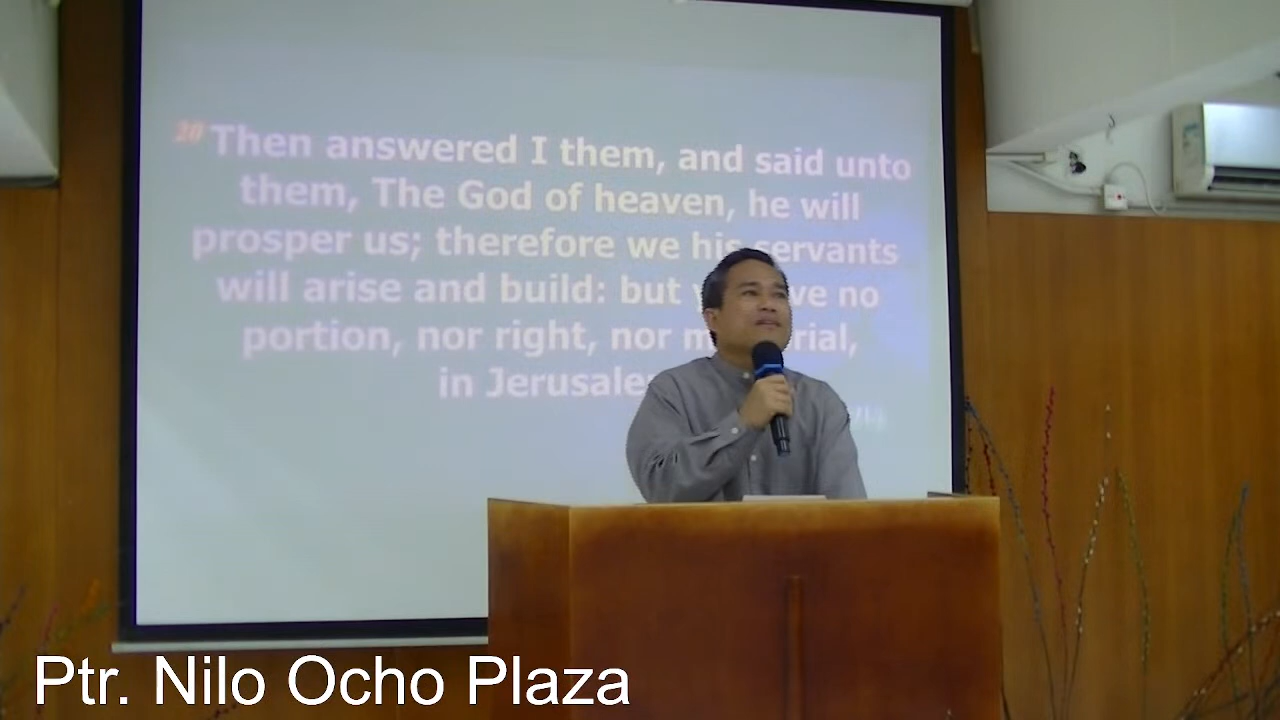 20 Then answered I them, and said unto
them, The God of heaven, he will
prosper us; therefore we his servants
will arise and build: but no
portion, nor right, nor
in
Ptr. Nilo Ocho Plaza